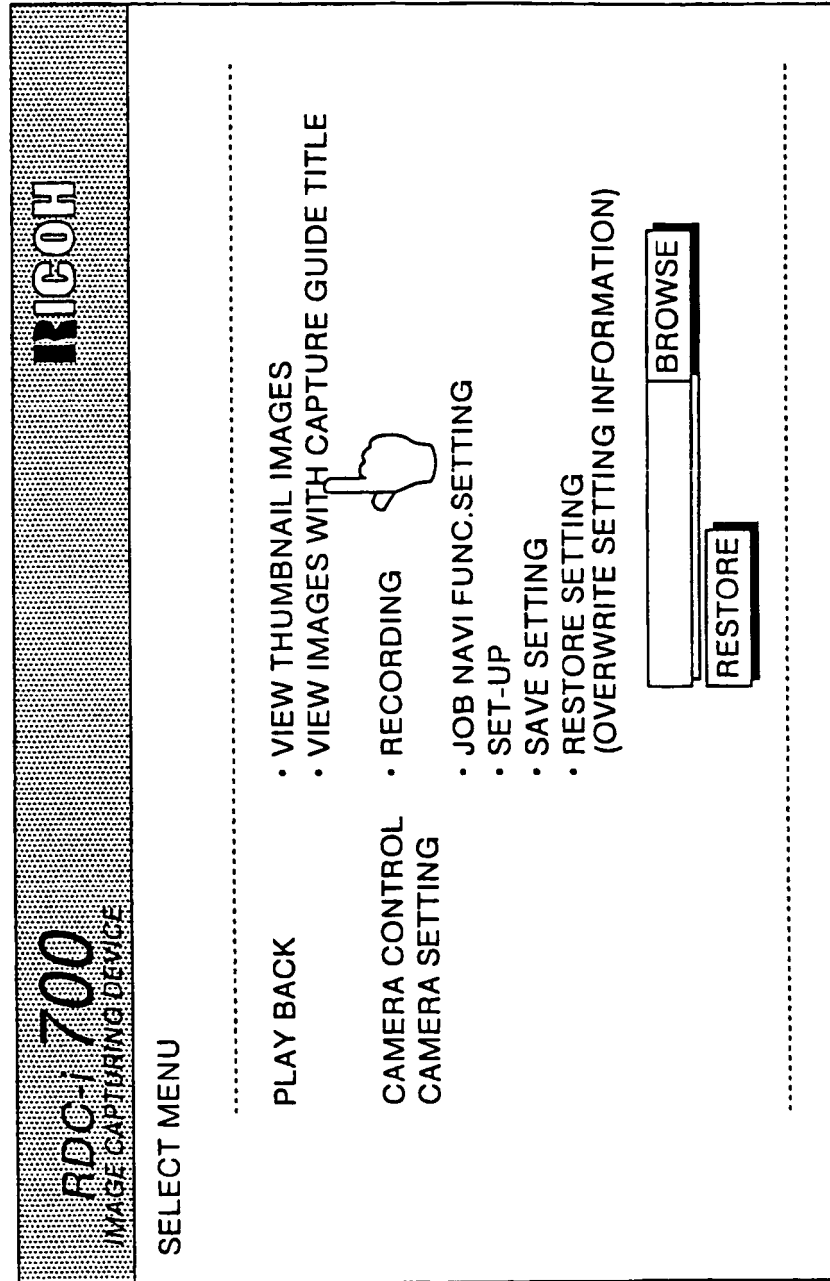 RDC-i 700
IMAGE CAPTURING DEVICE
RICOH
SELECT MENU
PLAY BACK
· VIEW THUMBNAIL IMAGES
· VIEW IMAGES WITH CAPTURE GUIDE TITLE
CAMERA CONTROL · RECORDING
CAMERA SETTING
· JOB NAVI FUNC.SETTING
· SET-UP
· SAVE SETTING
· RESTORE SETTING
(OVERWRITE SETTING INFORMATION)
BROWSE
RESTORE